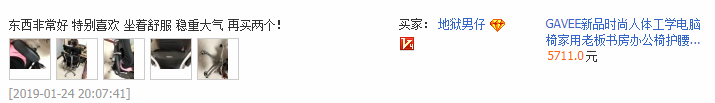 东西非常好 特别喜欢 坐着舒服 稳重大气 再买两个！
[2019-01-24 20:07:41]
买家： 地狱男仔
GAVEE新品时尚人体工学电脑
椅家用老板书房办公椅护腰...
5711.0元